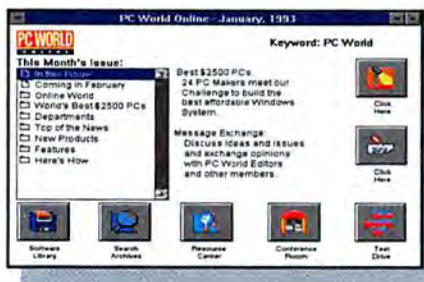 PC World Online - January, 1993
PC WORLD
ONLINE
Keyword: PC World
This Month's Issue:
In this Issue
Coming in February
Online World
World's Best $2500 PCs
Departments
Top of the News
New Products
Features
Here's How
Best $2500 PCs
24 PC Makers meet our
Challenge to build the
best affordable Windows
System.
Message Exchange
Discuss ideas and issues
and exchange opinions
with PC World Editors
and other members.
Click
Here
Click
Here
Software
Library
Search
Archives
Resource
Center
Conference
Room
Test
Drive